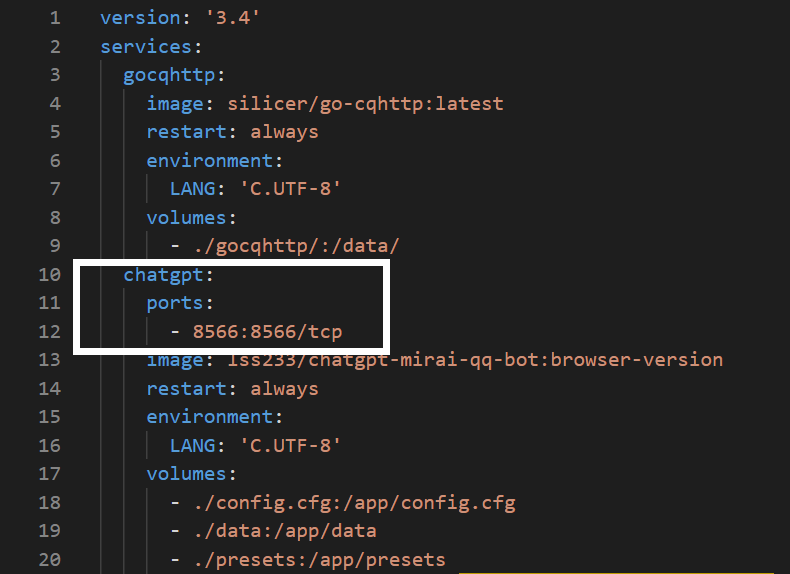 1 version: '3.4'
2 services:
3 gocqhttp:
4 image: silicer/go-cqhttp:latest
5 restart: always
6 environment:
7 LANG: 'C.UTF-8'
8 volumes:
9 - ./gocqhttp/:/data/
10 chatgpt:
11 ports:
12 - 8566:8566/tcp
13 image: lss233/chatgpt-mirai-qq-bot:browser-version
14 restart: always
15 environment:
16 LANG: 'C.UTF-8'
17 volumes:
18 - ./config.cfg:/app/config.cfg
19 - ./data:/app/data
20 - ./presets:/app/presets